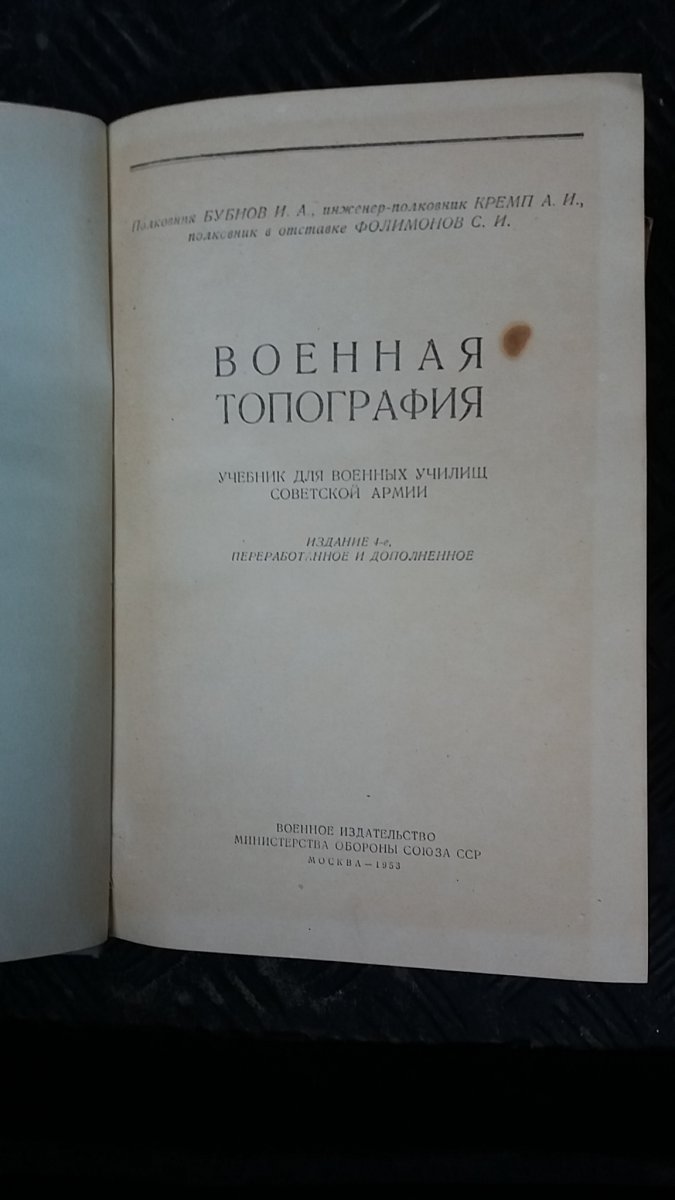 Полковник БУБНОВ И. А., инженер-полковник КРЕМП А. И.,
полковник в отставке ФОЛИМОНОВ С. И.
ВОЕННАЯ
ТОПОГРАФИЯ
УЧЕБНИК ДЛЯ ВОЕННЫХ УЧИЛИЩ
СОВЕТСКОЙ АРМИИ
ИЗДАНИЕ 4-е,
ПЕРЕРАБОТАННОЕ И ДОПОЛНЕННОЕ
ВОЕННОЕ ИЗДАТЕЛЬСТВО
МИНИСТЕРСТВА ОБОРОНЫ СОЮЗА ССР
МОСКВА — 1953